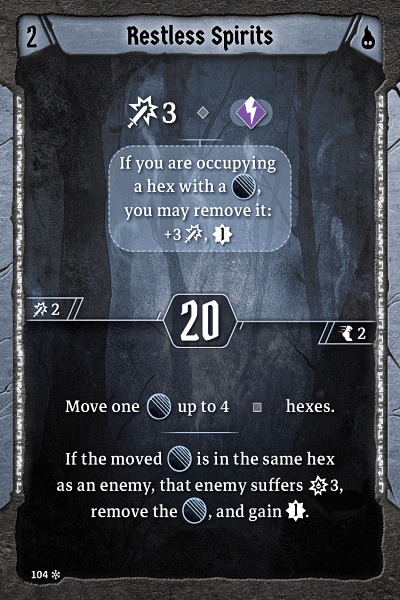 2 Restless Spirits
3
If you are occupying
a hex with a ,
you may remove it:
+3 , 1
2
20
2
Move one up to 4 hexes.
If the moved is in the same hex
as an enemy, that enemy suffers 3,
remove the , and gain 1.
104